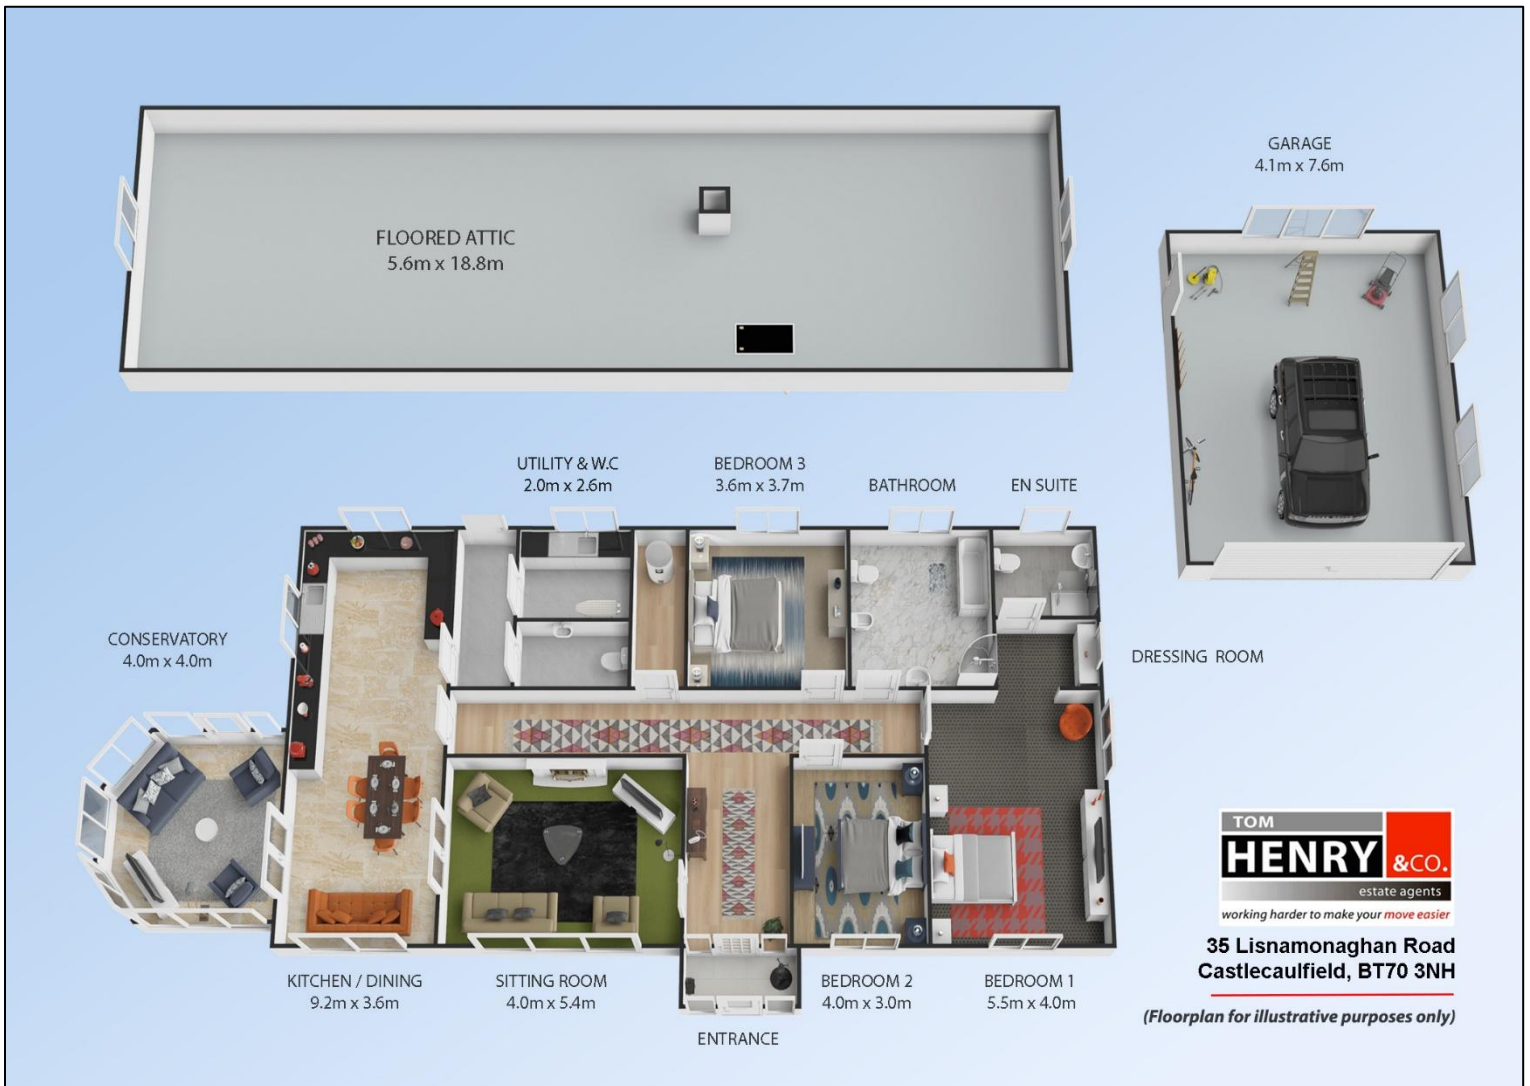 GARAGE
4.1m x 7.6m
FLOORED ATTIC
5.6m x 18.8m
UTILITY & W.C
2.0m x 2.6m
BEDROOM 3
3.6m x 3.7m
BATHROOM
EN SUITE
CONSERVATORY
4.0m x 4.0m
DRESSING ROOM
KITCHEN / DINING
9.2m x 3.6m
SITTING ROOM
4.0m x 5.4m
ENTRANCE
BEDROOM 2
4.0m x 3.0m
BEDROOM 1
5.5m x 4.0m
TOM
HENRY &CO.
estate agents
working harder to make your move easier
35 Lisnamonaghan Road
Castlecaulfield, BT70 3NH
(Floorplan for illustrative purposes only)